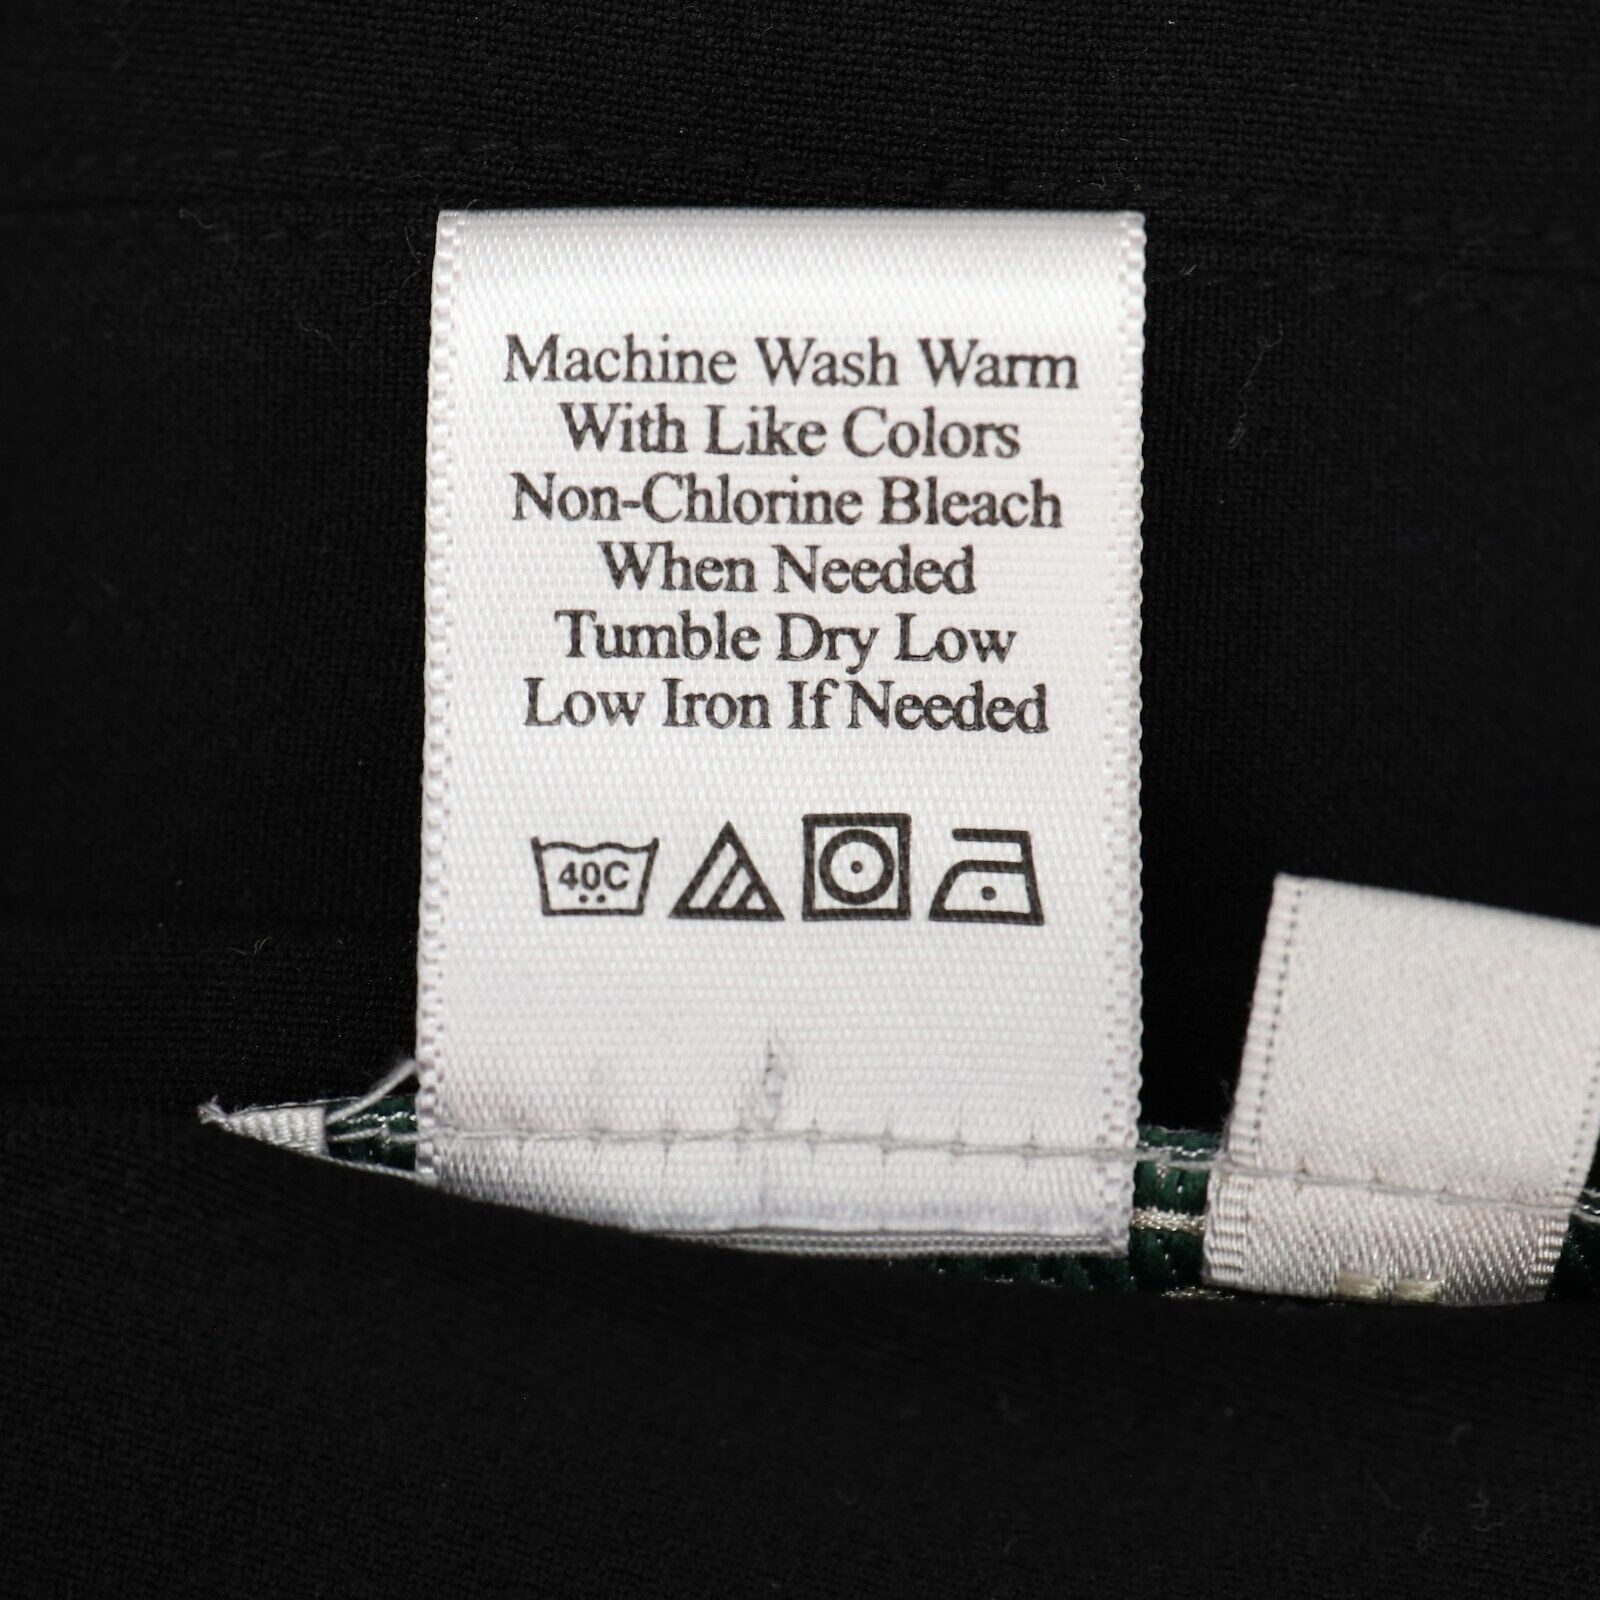 Machine Wash Warm
With Like Colors
Non-Chlorine Bleach
When Needed
Tumble Dry Low
Low Iron If Needed
40C